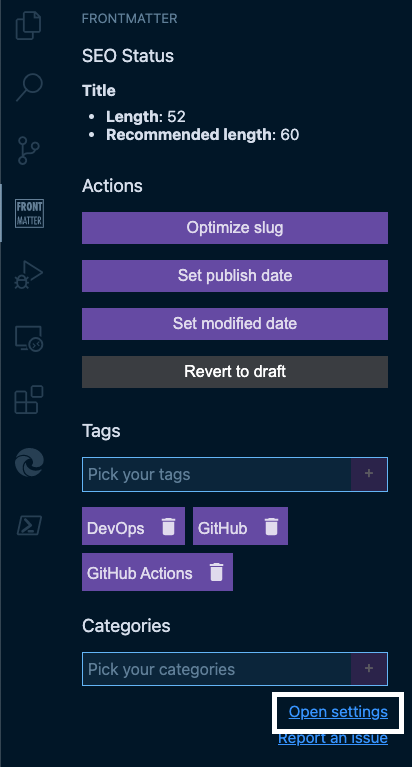 FRONTMATTER
SEO Status
Title
• Length: 52
• Recommended length: 60
FRONT
MATTER
Actions
Optimize slug
Set publish date
Set modified date
Revert to draft
Tags
Pick your tags +
DevOps GitHub
GitHub Actions
Categories
Pick your categories +
Open settings
Report an issue